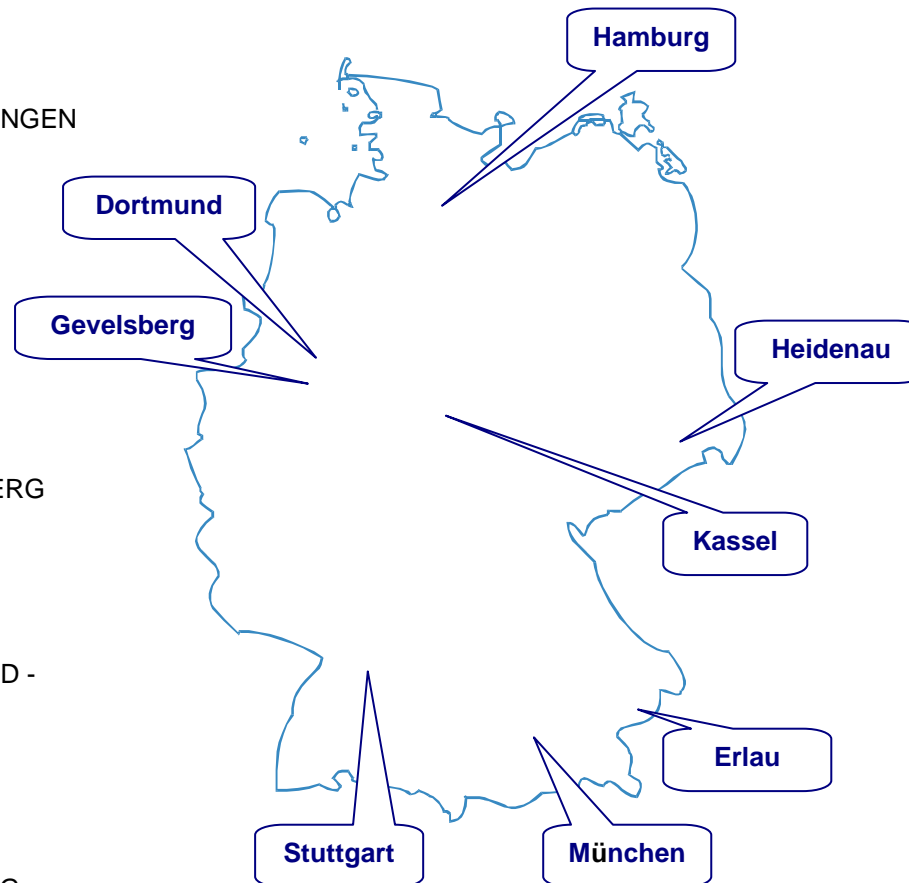 Hamburg
NGEN
Dortmund
Gevelsberg
Heidenau
ERG
Kassel
D -
Erlau
Stuttgart
München